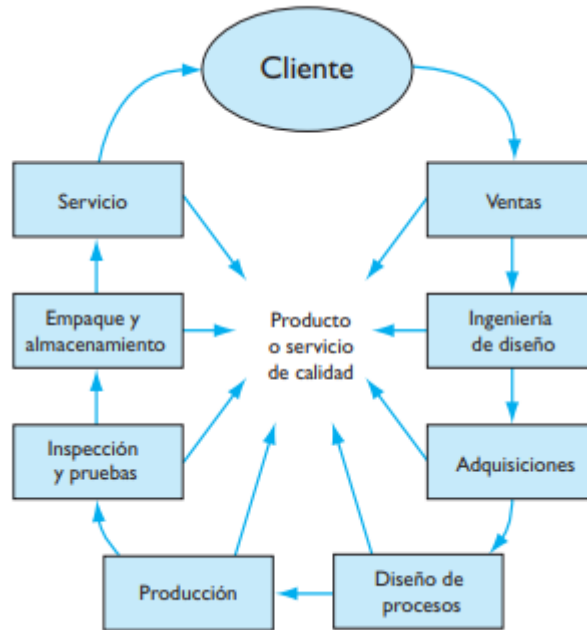 Cliente
Servicio
Ventas
Empaque y
almacenamiento
Producto
o servicio
de calidad
Ingeniería
de diseño
Inspección
y pruebas
Adquisiciones
Producción
Diseño de
procesos